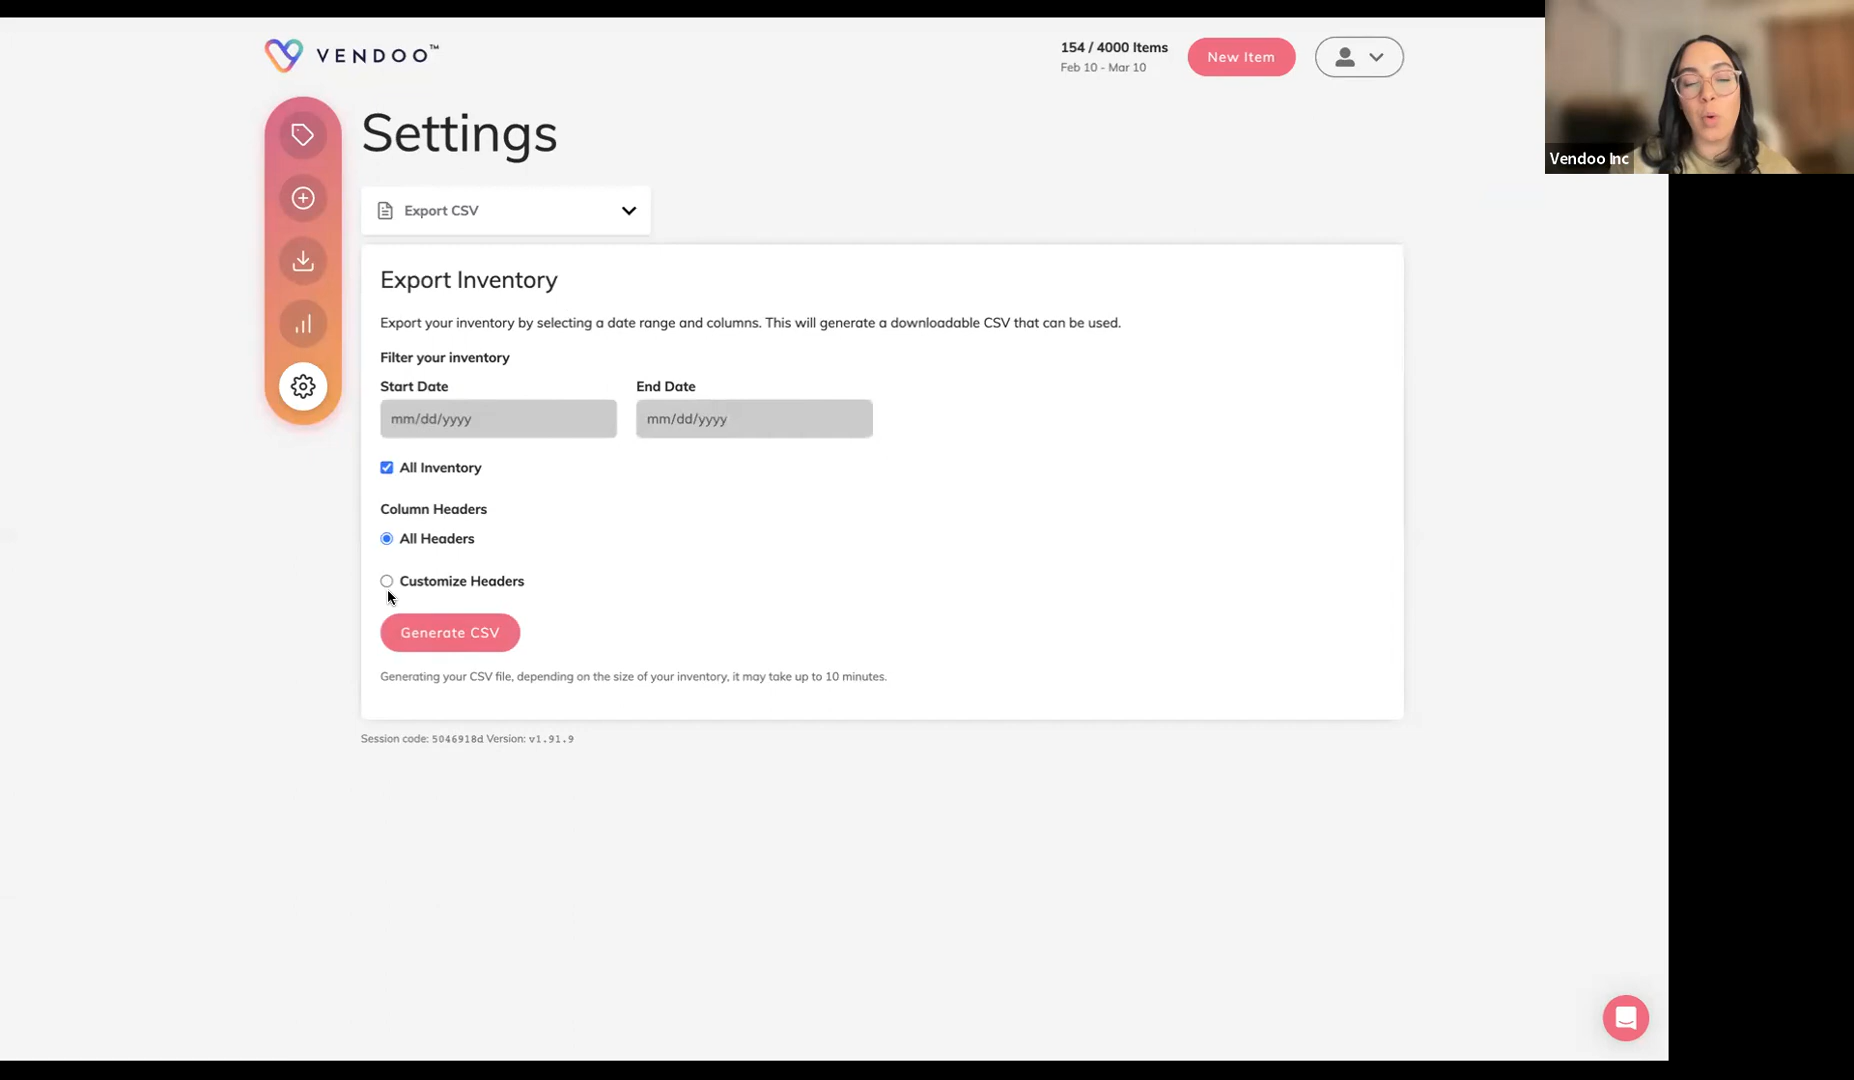 VENDOO™
154 / 4000 Items
Feb 10 - Mar 10
New Item
Vendoo Inc
Settings
Export CSV
Export Inventory
Export your inventory by selecting a date range and columns. This will generate a downloadable CSV that can be used.
Filter your inventory
Start Date End Date
mm/dd/yyyy mm/dd/yyyy
All Inventory
Column Headers
All Headers
Customize Headers
Generate CSV
Generating your CSV file, depending on the size of your inventory, it may take up to 10 minutes.
Session code: 5046918d Version: v1.91.9